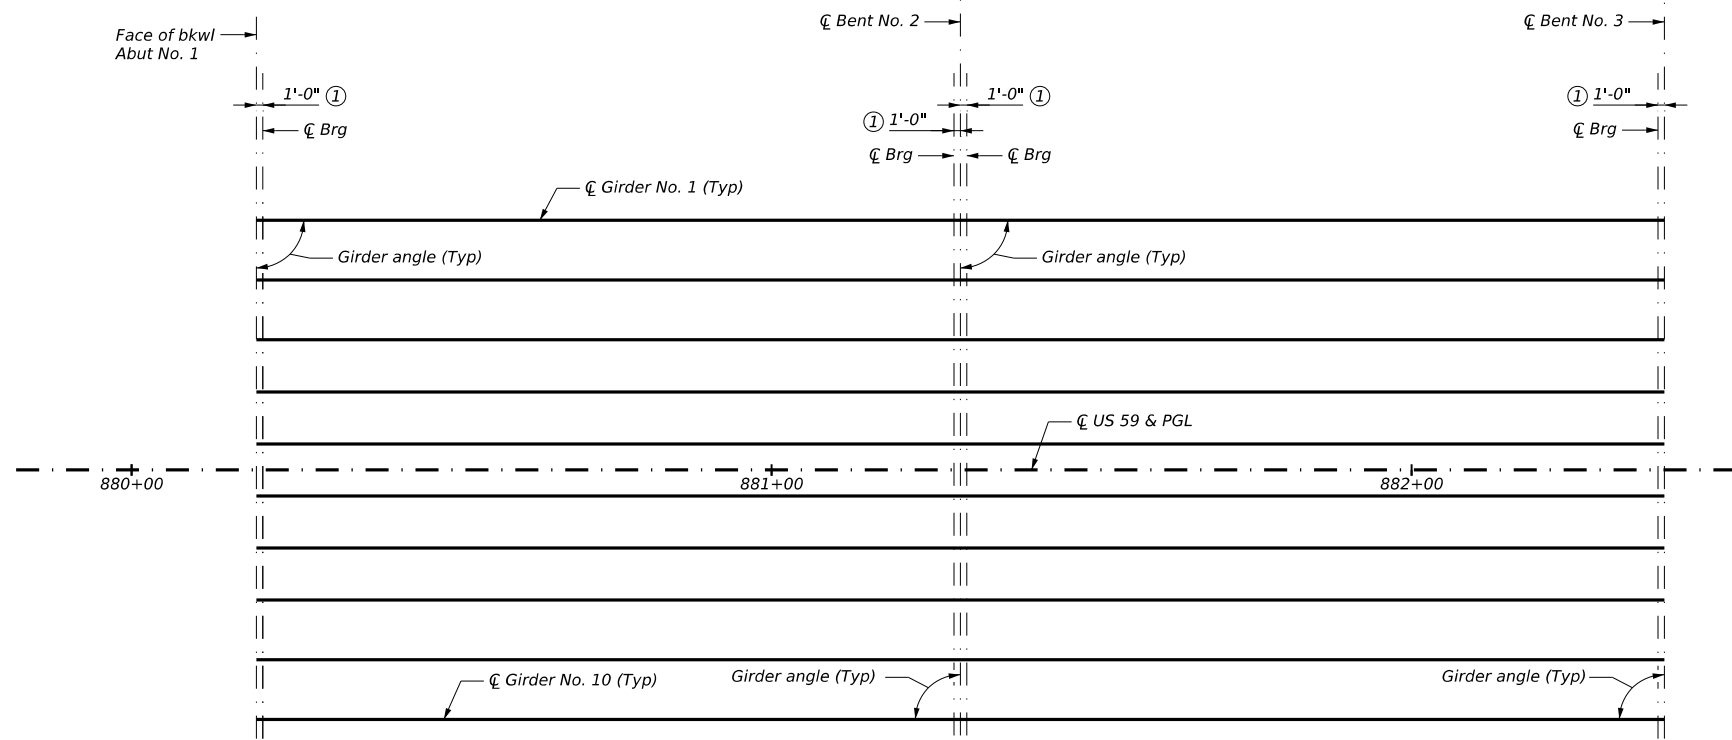 ℄ Bent No. 2
℄ Bent No. 3
Face of bkwl
Abut No. 1
1'-0" ①
1'-0" ①
① 1'-0"
① 1'-0"
℄ Brg
℄ Brg
℄ Brg
℄ Brg
℄ Girder No. 1 (Typ)
Girder angle (Typ)
Girder angle (Typ)
℄ US 59 & PGL
880+00
881+00
882+00
℄ Girder No. 10 (Typ)
Girder angle (Typ)
Girder angle (Typ)